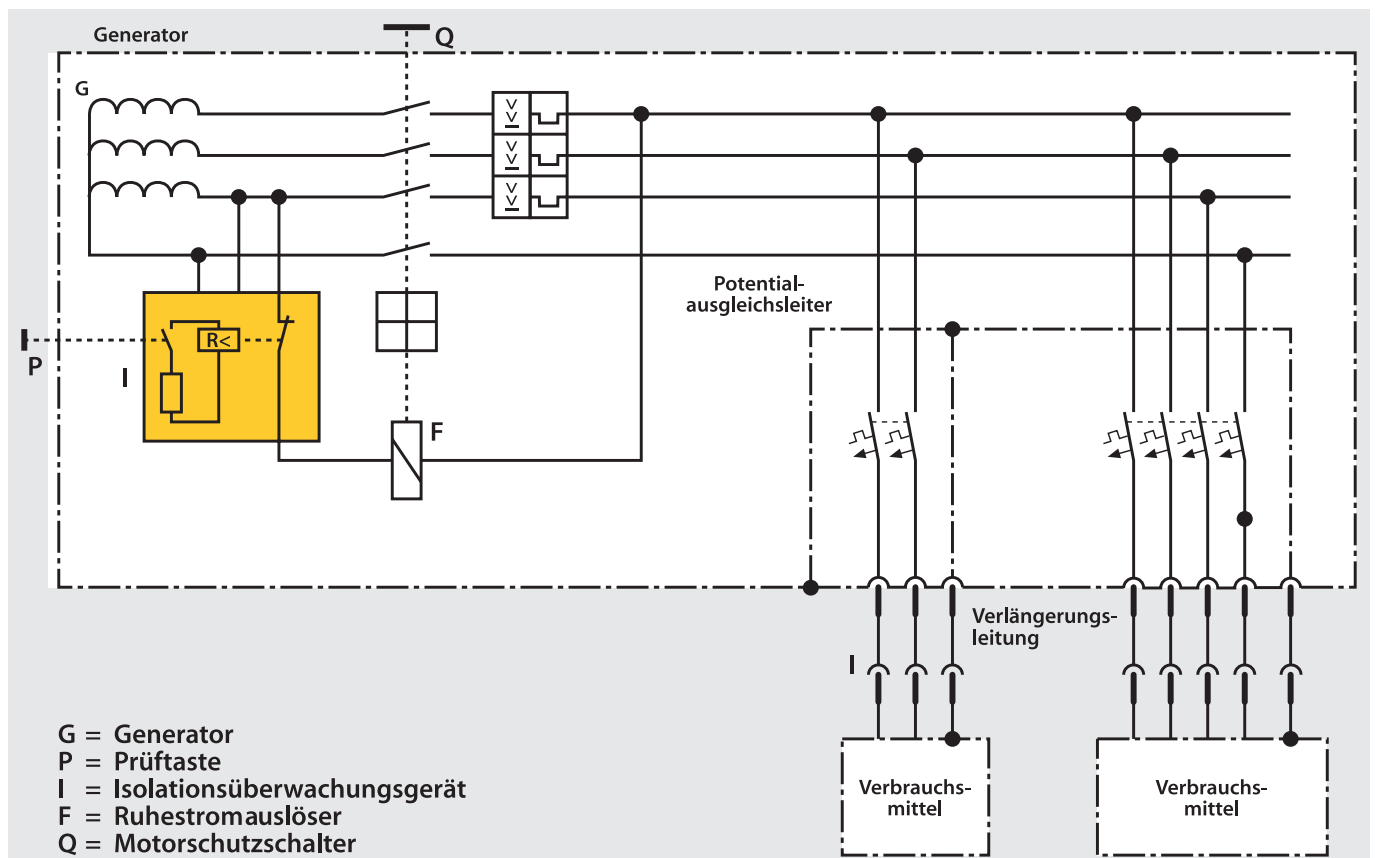 Generator
Q
G
Potential-
ausgleichsleiter
R<
P
I
F
Verlängerungs-
leitung
I
G = Generator
P = Prüftaste
I = Isolationsüberwachungsgerät
F = Ruhestromauslöser
Q = Motorschutzschalter
Verbrauchs-
mittel
Verbrauchs-
mittel